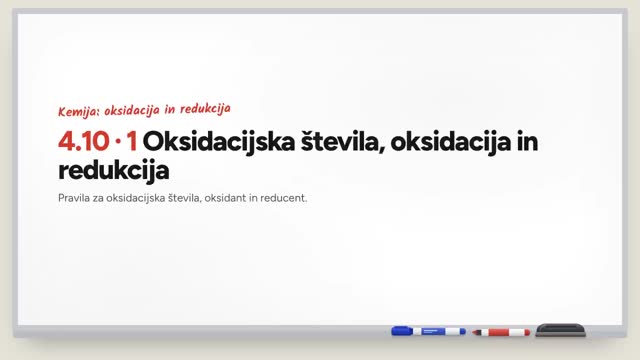 Kemija: oksidacija in redukcija
4.10 · 1 Oksidacijska števila, oksidacija in
redukcija
Pravila za oksidacijska števila, oksidant in reducent.